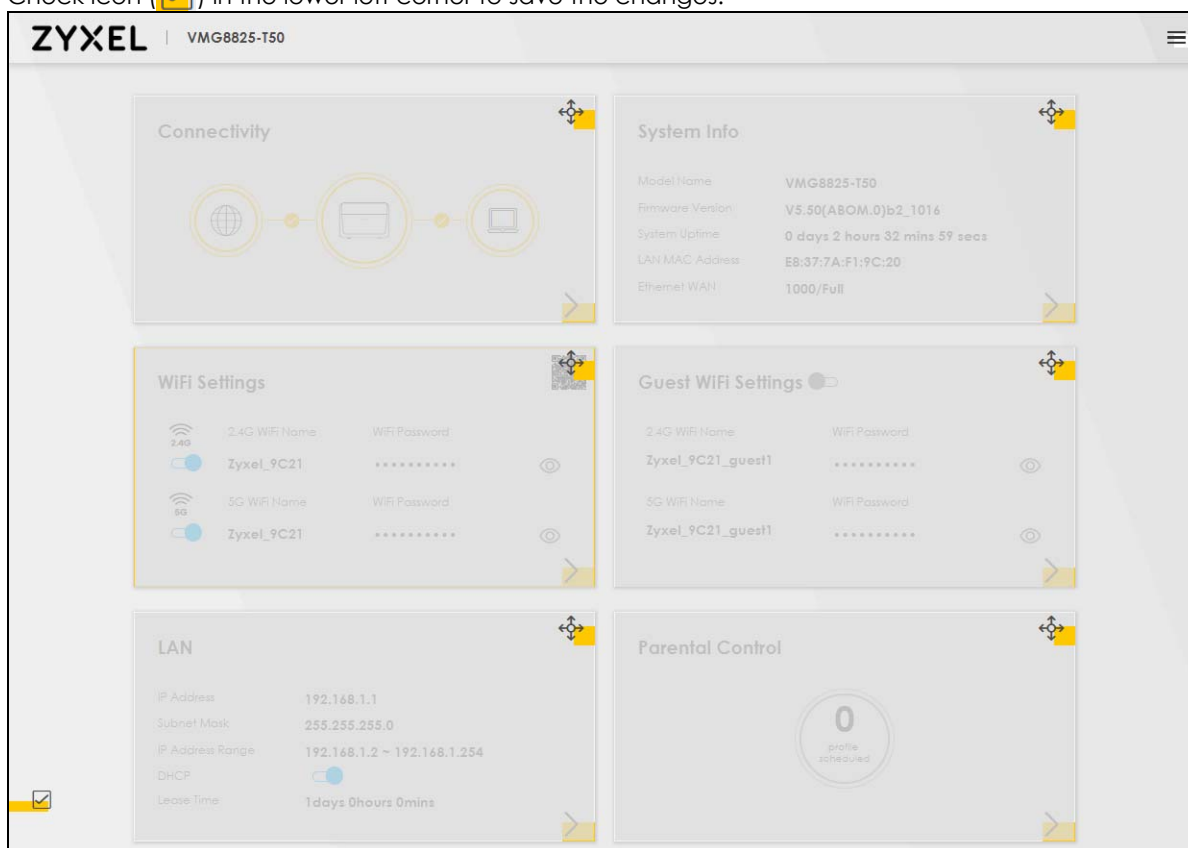 Check icon ( ) in the lower left corner to save the changes.
ZYXEL VMG8825-T50
Connectivity
System Info
Model Name VMG8825-T50
Firmware Version V5.50(ABOM.0)b2_1016
System Uptime 0 days 2 hours 32 mins 59 secs
LAN MAC Address E8:37:7A:F1:9C:20
Ethernet WAN 1000/Full
WiFi Settings
2.4G
2.4G WiFi Name WiFi Password
Zyxel_9C21 ••••••••••
5G
5G WiFi Name WiFi Password
Zyxel_9C21 ••••••••••
Guest WiFi Settings
2.4G WiFi Name WiFi Password
Zyxel_9C21_guest1 ••••••••••
5G WiFi Name WiFi Password
Zyxel_9C21_guest1 ••••••••••
LAN
IP Address 192.168.1.1
Subnet Mask 255.255.255.0
IP Address Range 192.168.1.2 ~ 192.168.1.254
DHCP
Lease Time 1days 0hours 0mins
Parental Control
0
profile
scheduled